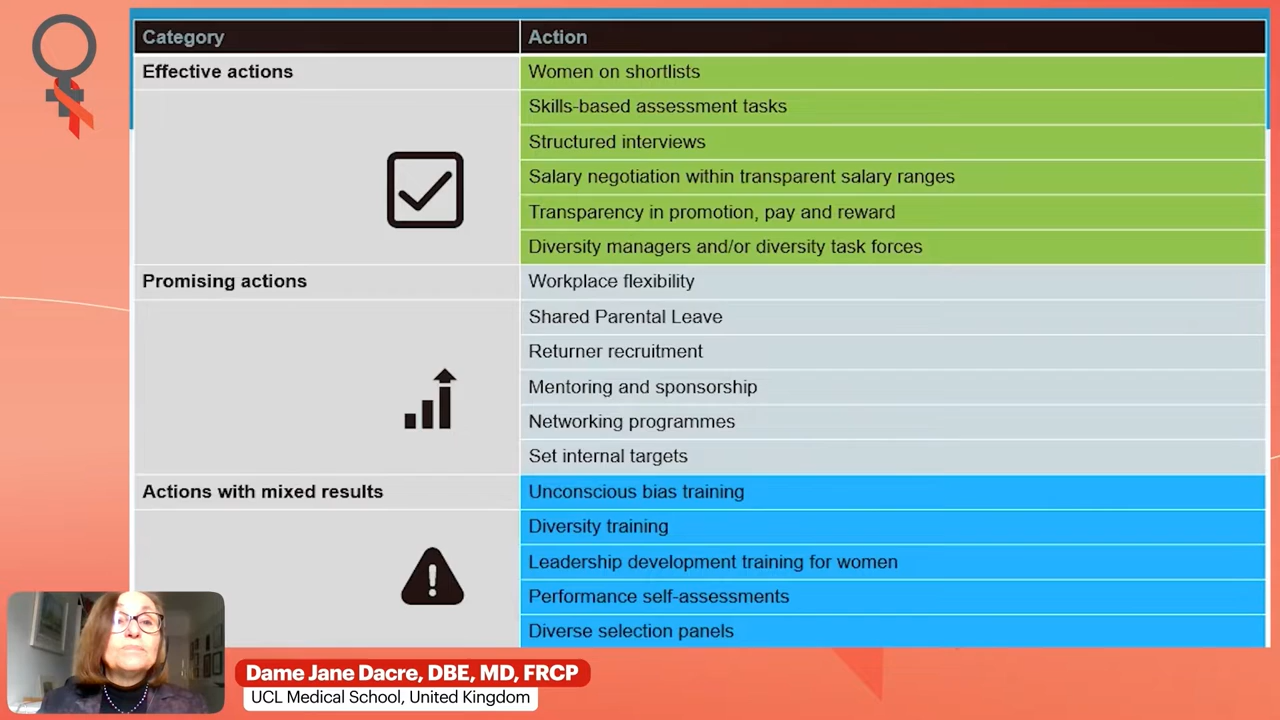 Category Action
Effective actions Women on shortlists
Skills-based assessment tasks
Structured interviews
Salary negotiation within transparent salary ranges
Transparency in promotion, pay and reward
Diversity managers and/or diversity task forces
Promising actions Workplace flexibility
Shared Parental Leave
Returner recruitment
Mentoring and sponsorship
Networking programmes
Set internal targets
Actions with mixed results Unconscious bias training
Diversity training
Leadership development training for women
Performance self-assessments
Diverse selection panels
Dame Jane Dacre, DBE, MD, FRCP
UCL Medical School, United Kingdom